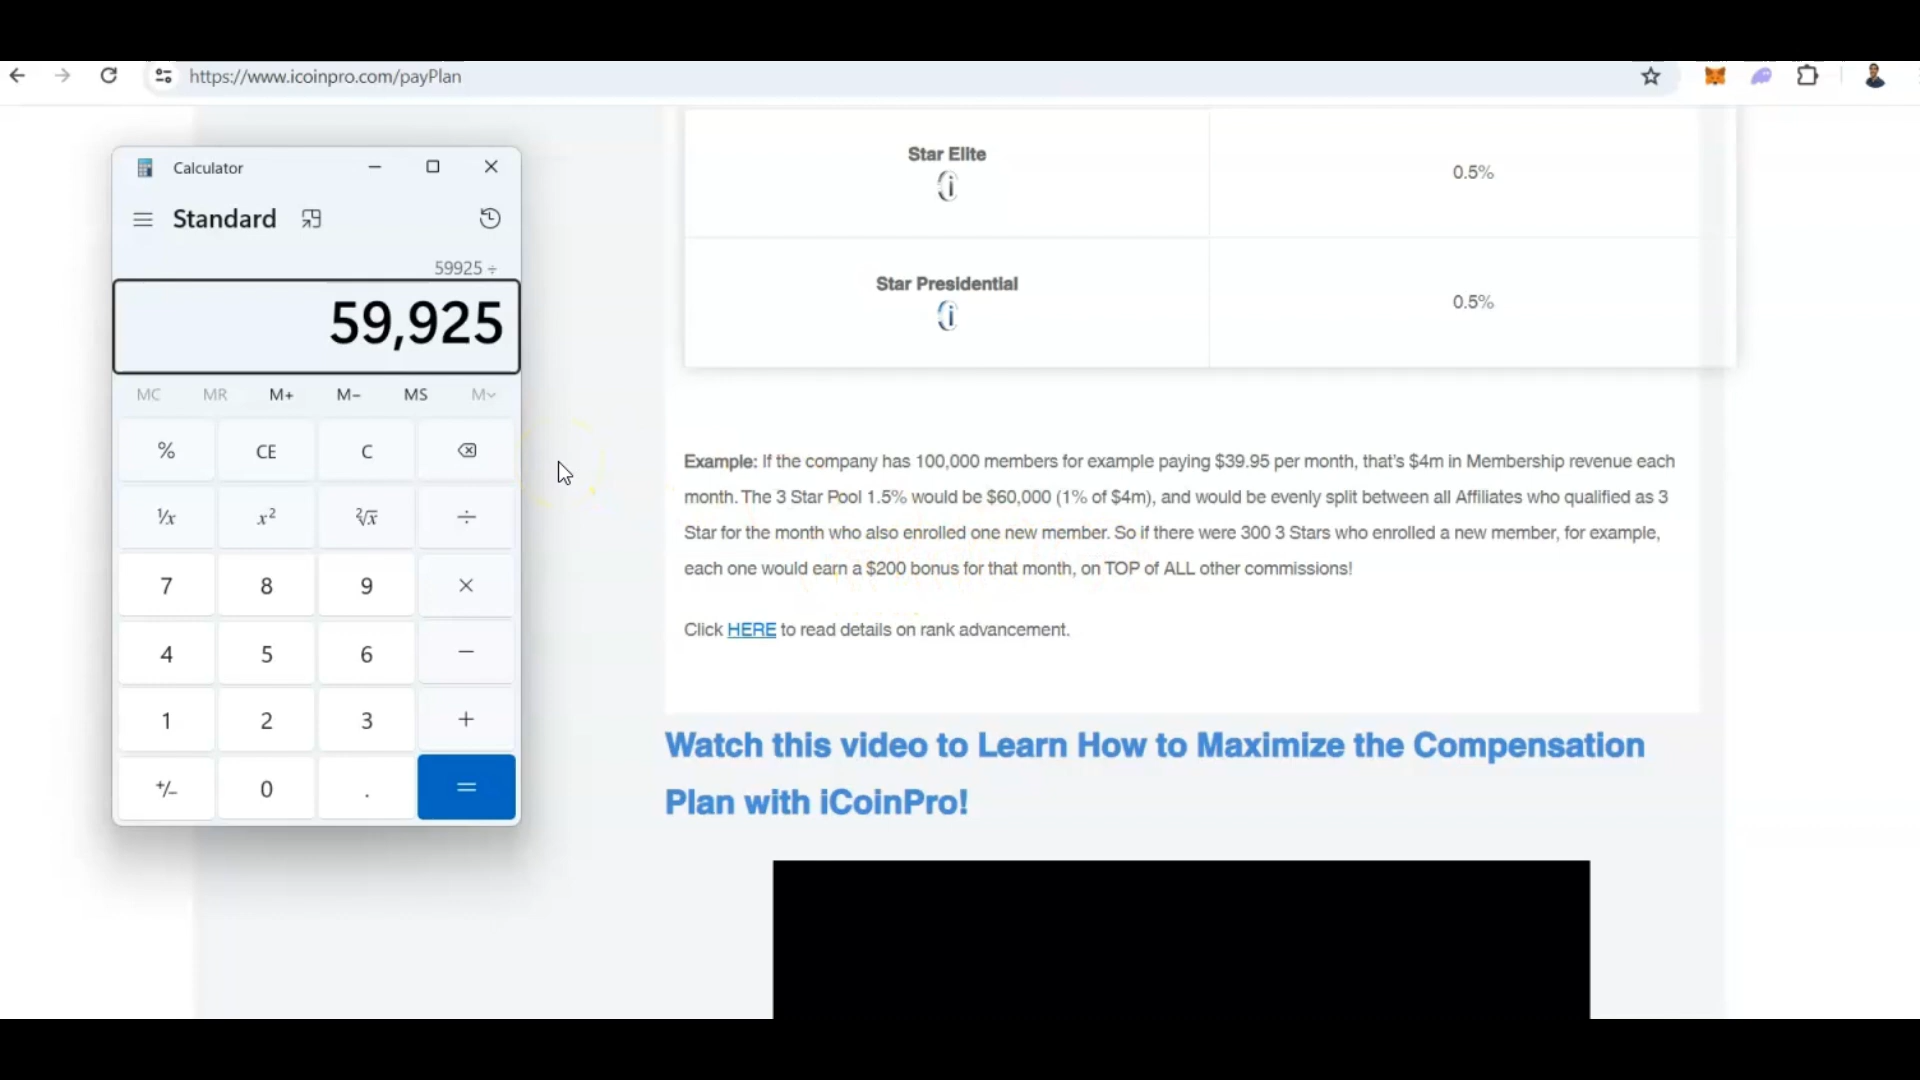 https://www.icoinpro.com/payPlan
Calculator
Standard
59925 ÷
59,925
MC MR M+ M- MS M˅
% CE C
¹/x x² ²√x ÷
7 8 9 ×
4 5 6 −
1 2 3 +
+/− 0 . =
Star Elite
i
0.5%
Star Presidential
i
0.5%
Example: If the company has 100,000 members for example paying $39.95 per month, that's $4m in Membership revenue each
month. The 3 Star Pool 1.5% would be $60,000 (1% of $4m), and would be evenly split between all Affiliates who qualified as 3
Star for the month who also enrolled one new member. So if there were 300 3 Stars who enrolled a new member, for example,
each one would earn a $200 bonus for that month, on TOP of ALL other commissions!
Click HERE to read details on rank advancement.
Watch this video to Learn How to Maximize the Compensation
Plan with iCoinPro!